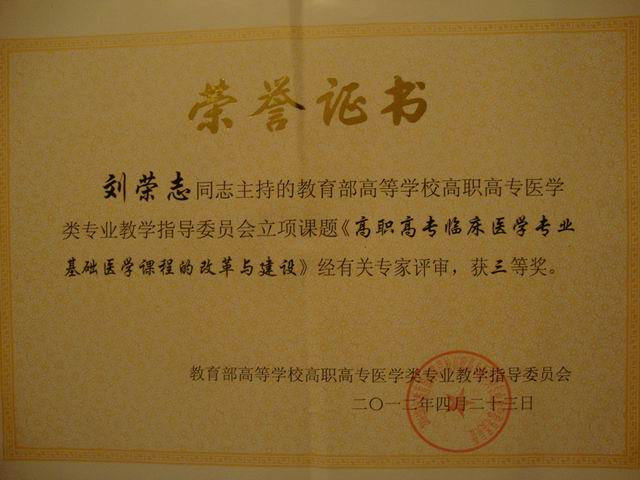 荣誉证书
刘荣志同志主持的教育部高等学校高职高专医学
类专业教学指导委员会立项课题《高职高专临床医学专业
基础医学课程的改革与建设》经有关专家评审，获三等奖。
教育部高等学校高职高专医学类专业教学指导委员会
二〇一二年四月二十三日